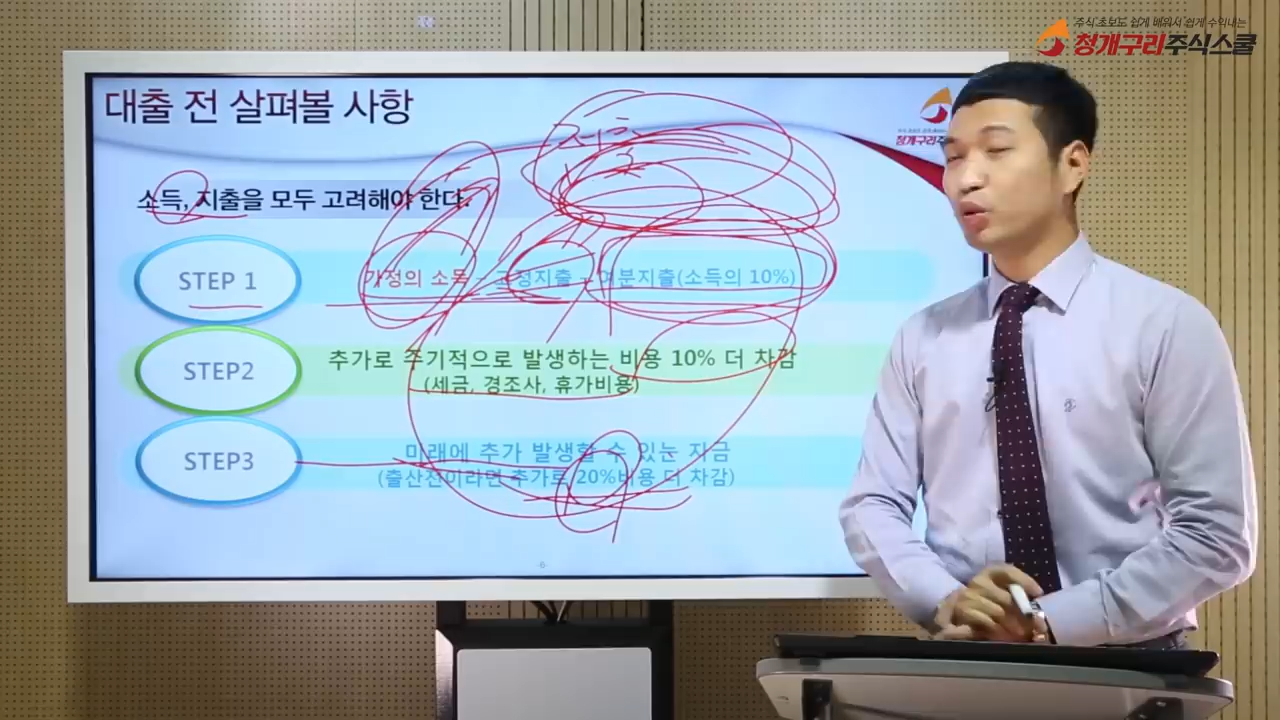 주식 초보도 쉽게 배워서 쉽게 수익내는
청개구리주식스쿨
대출 전 살펴볼 사항
청개구리주
소득, 지출을 모두 고려해야 한다.
STEP 1
가정의 소득 - 고정지출 - 여분지출(소득의 10%)
STEP2
추가로 주기적으로 발생하는 비용 10% 더 차감
(세금, 경조사, 휴가비용)
STEP3
미래에 추가 발생할 수 있는 자금
(출산전이라면 추가로 20%비용 더 차감)
-6-